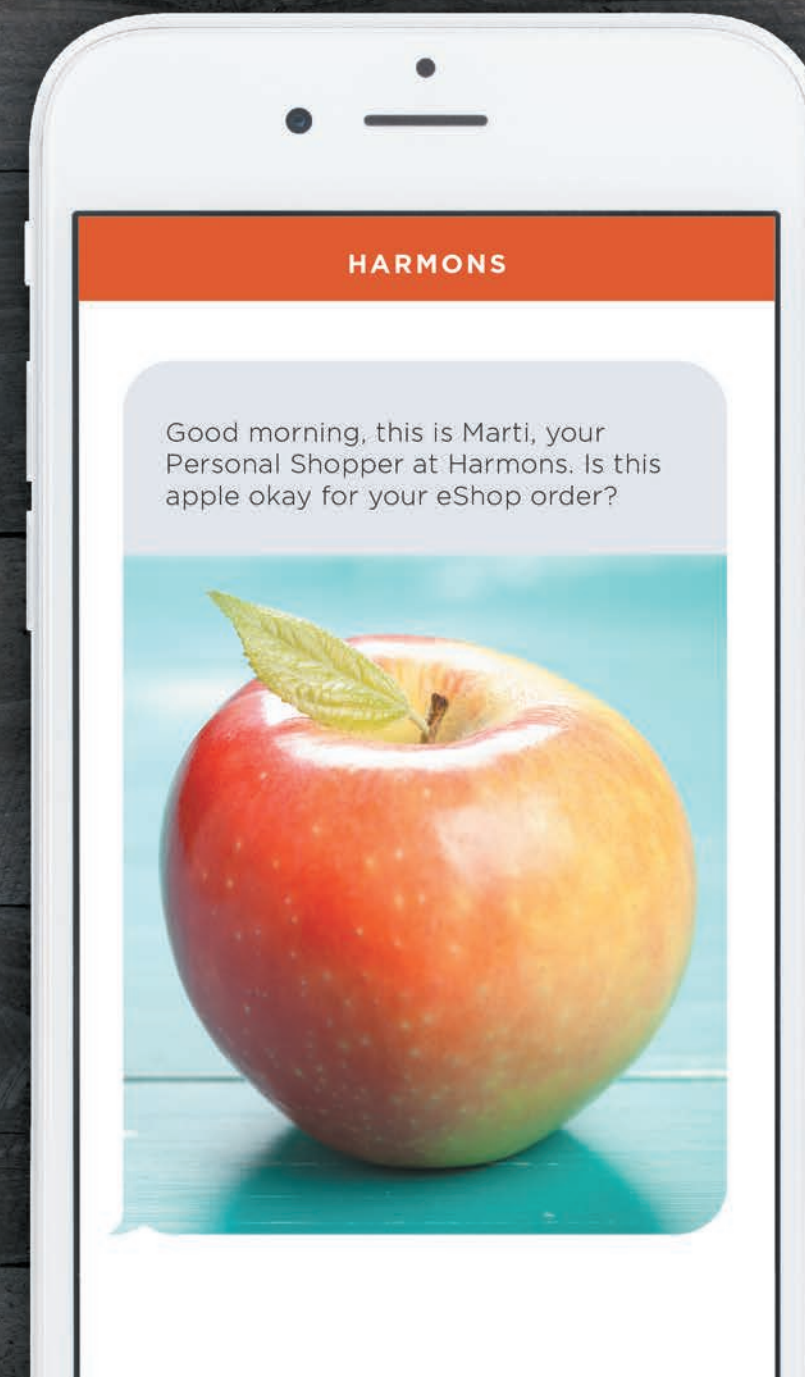 HARMONS
Good morning, this is Marti, your
Personal Shopper at Harmons. Is this
apple okay for your eShop order?